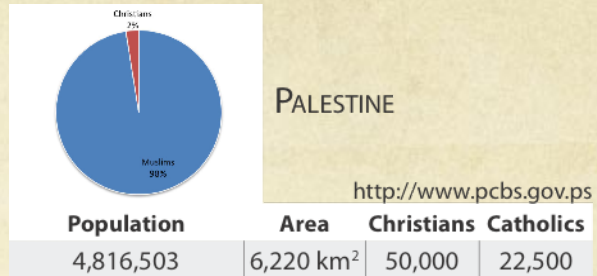 Christians
2%
Muslims
98%
PALESTINE
http://www.pcbs.gov.ps
Population Area Christians Catholics
4,816,503 6,220 km² 50,000 22,500